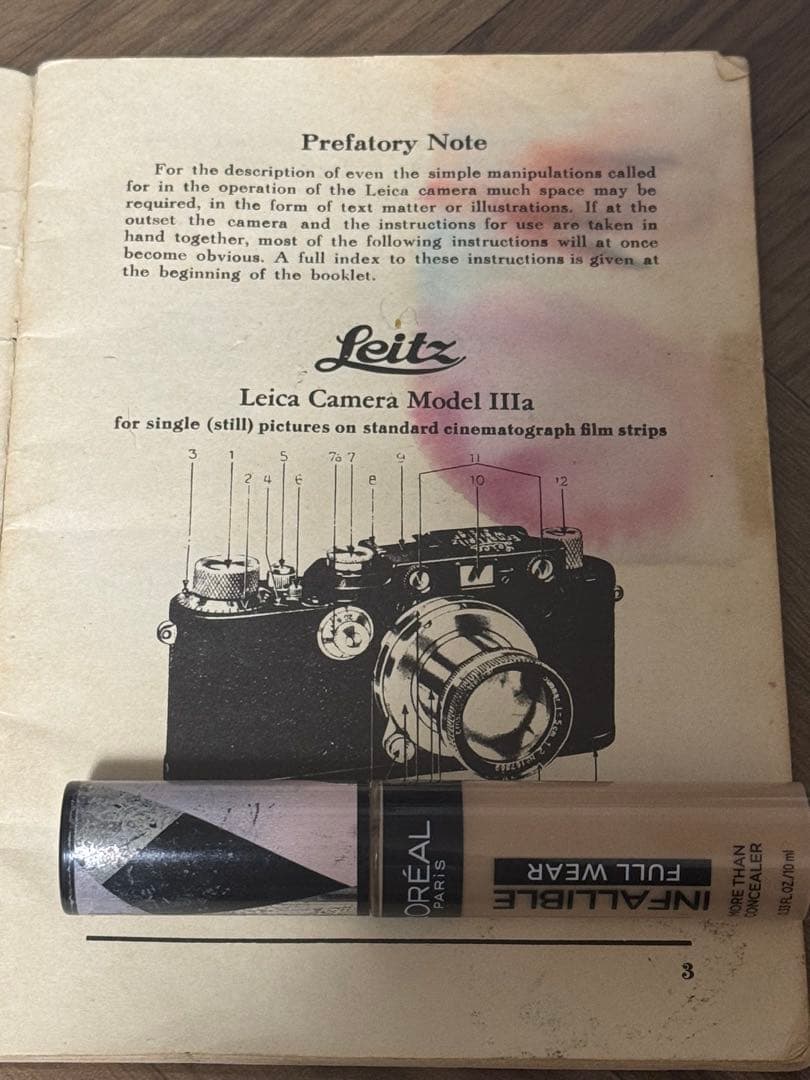 Prefatory Note
For the description of even the simple manipulations called
for in the operation of the Leica camera much space may be
required, in the form of text matter or illustrations. If at the
outset the camera and the instructions for use are taken in
hand together, most of the following instructions will at once
become obvious. A full index to these instructions is given at
the beginning of the booklet.
Leitz
Leica Camera Model IIIa
for single (still) pictures on standard cinematograph film strips
3 1 5 7a 7 9 11
2 4 6 8 10 12
ORÉAL
PARIS
INFALLIBLE
FULL WEAR
MORE THAN
CONCEALER
FL OZ/10 ml
3